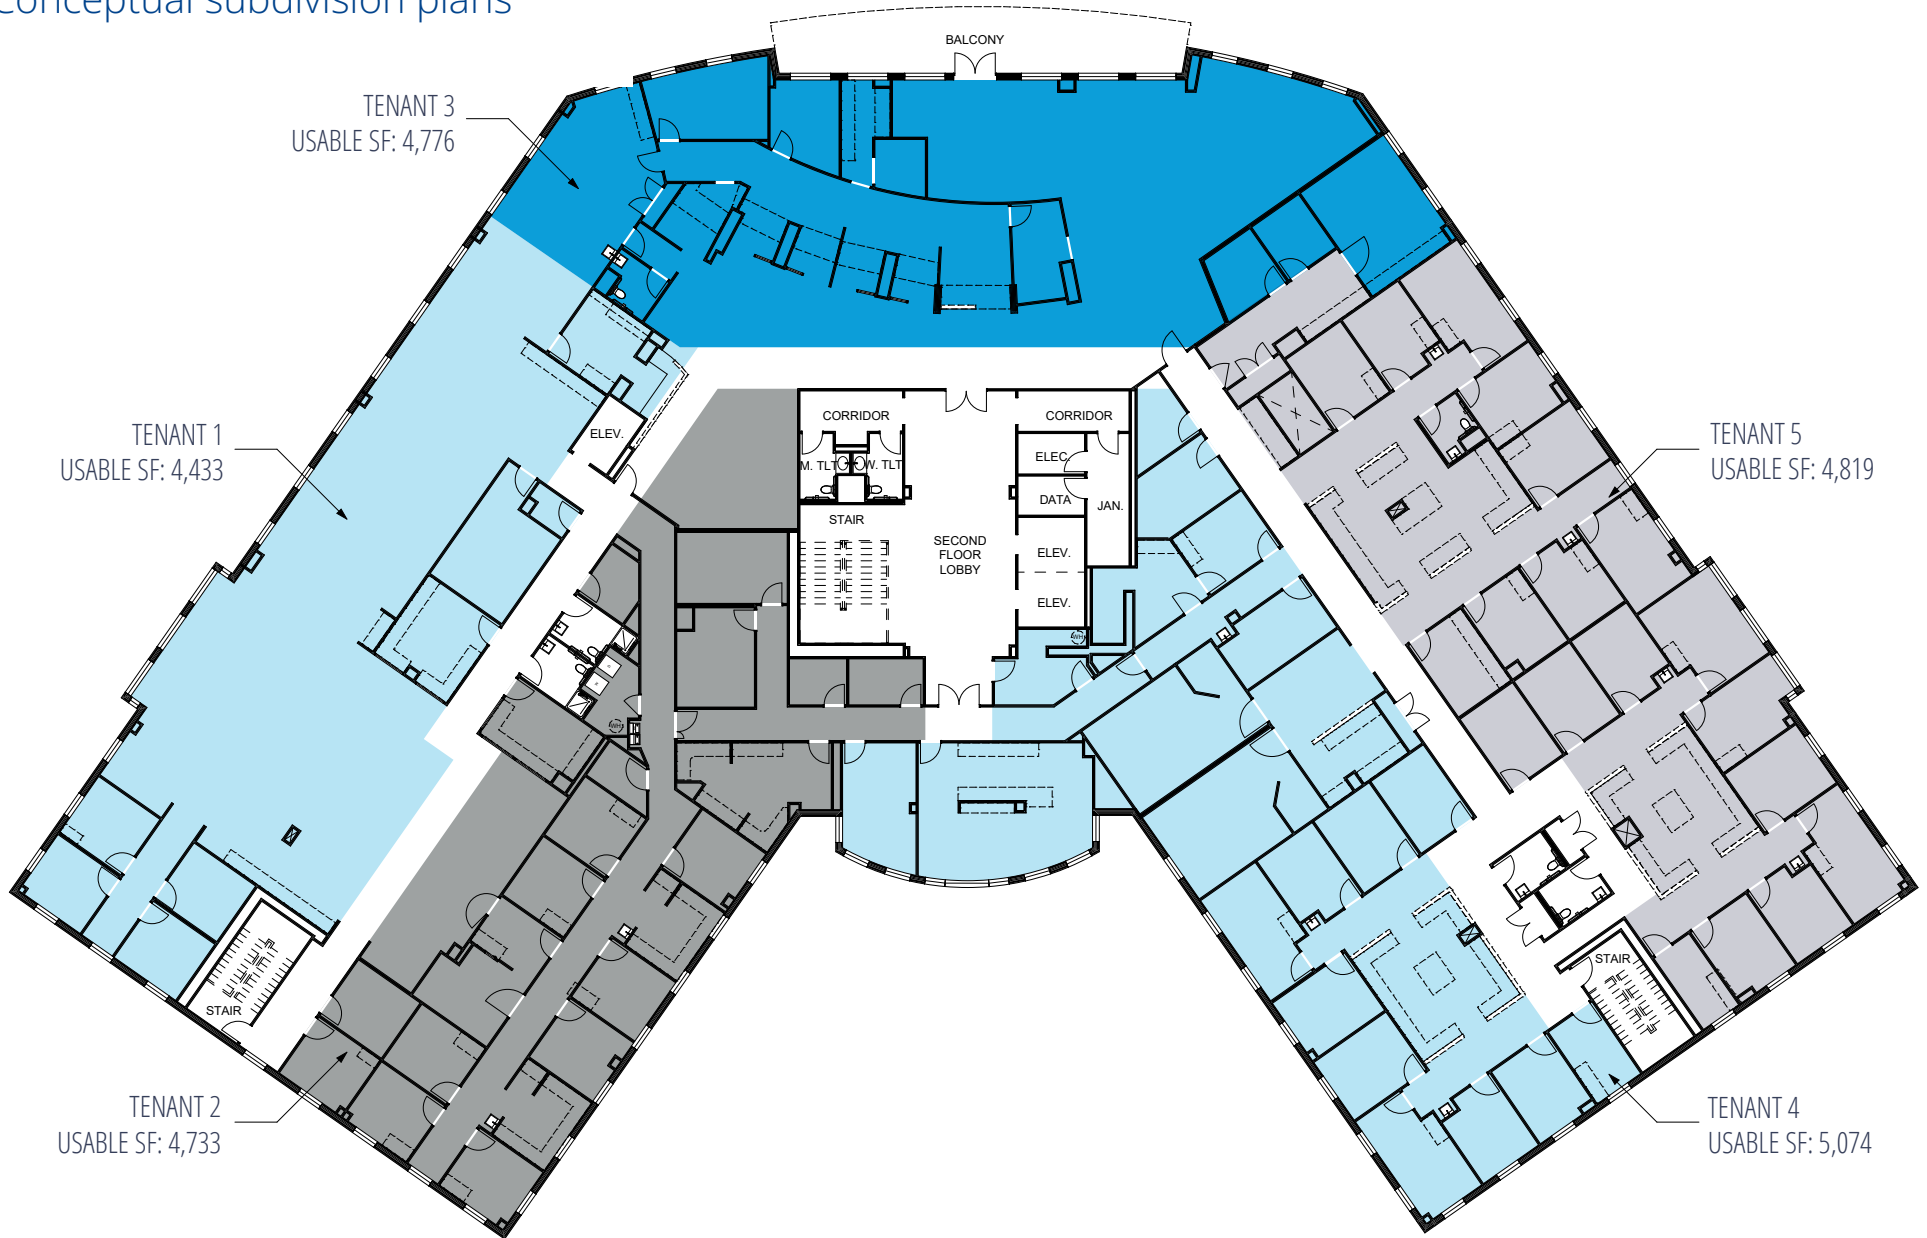 Conceptual subdivision plans
BALCONY
TENANT 3
USABLE SF: 4,776
TENANT 1
USABLE SF: 4,433
TENANT 5
USABLE SF: 4,819
ELEV.
CORRIDOR
CORRIDOR
M. TLT
W. TLT
ELEC.
DATA
JAN.
STAIR
SECOND
FLOOR
LOBBY
ELEV.
ELEV.
WH
WH
STAIR
STAIR
TENANT 2
USABLE SF: 4,733
TENANT 4
USABLE SF: 5,074